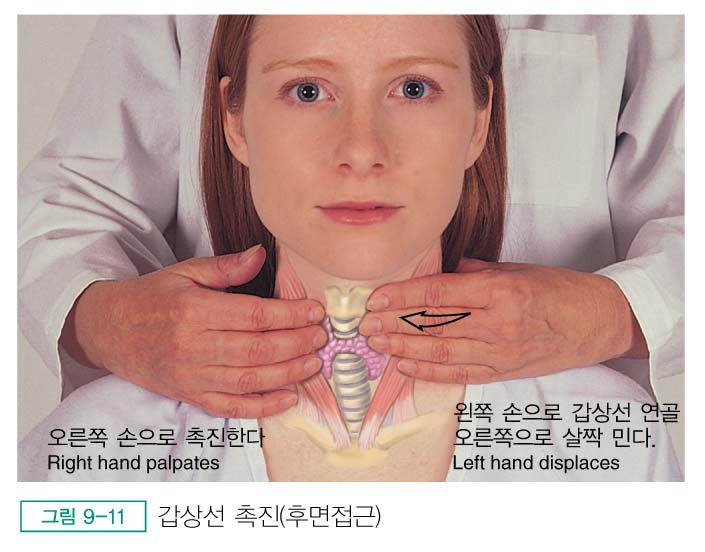 오른쪽 손으로 촉진한다
Right hand palpates
왼쪽 손으로 갑상선 연골
오른쪽으로 살짝 민다.
Left hand displaces
그림 9-11 갑상선 촉진(후면접근)